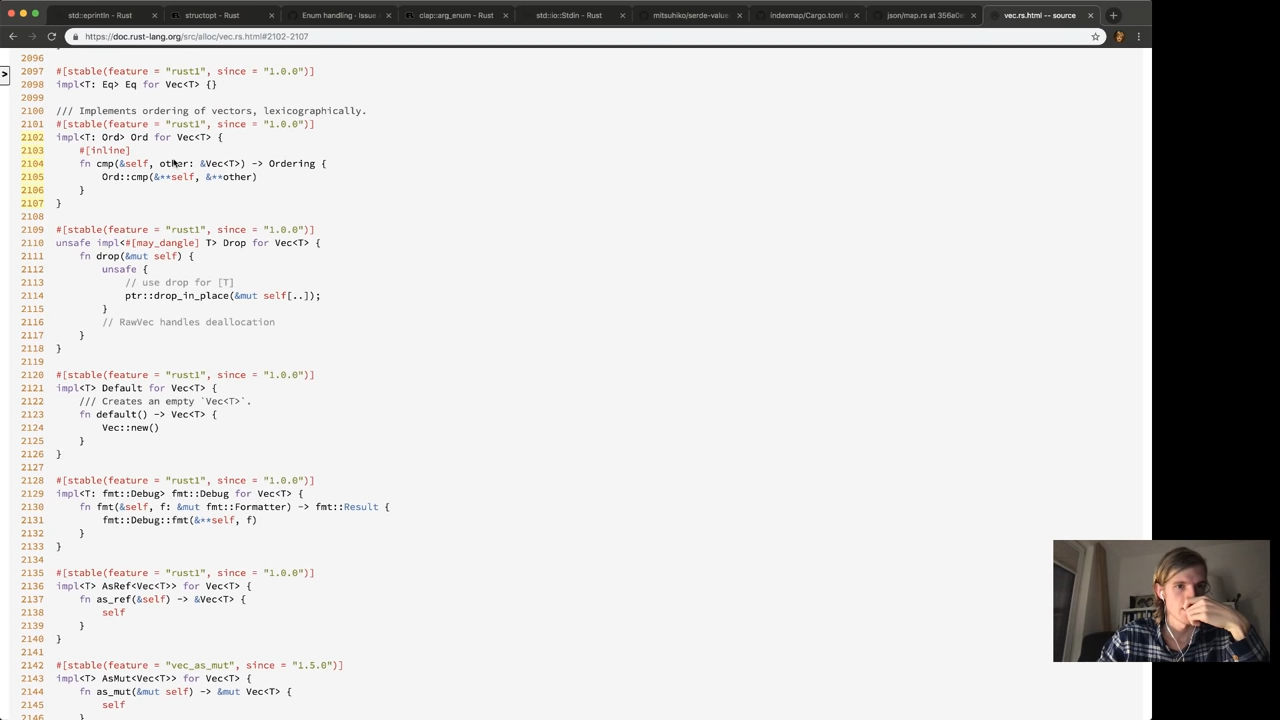 std::eprintln - Rust
structopt - Rust
Enum handling · Issue
clap::arg_enum - Rust
std::io::Stdin - Rust
mitsuhiko/serde-value
indexmap/Cargo.toml
json/map.rs at 356a0e
vec.rs.html -- source
https://doc.rust-lang.org/src/alloc/vec.rs.html#2102-2107
>
2096
2097 #[stable(feature = "rust1", since = "1.0.0")]
2098 impl<T: Eq> Eq for Vec<T> {}
2099
2100 /// Implements ordering of vectors, lexicographically.
2101 #[stable(feature = "rust1", since = "1.0.0")]
2102 impl<T: Ord> Ord for Vec<T> {
2103 #[inline]
2104 fn cmp(&self, other: &Vec<T>) -> Ordering {
2105 Ord::cmp(&**self, &**other)
2106 }
2107 }
2108
2109 #[stable(feature = "rust1", since = "1.0.0")]
2110 unsafe impl<#[may_dangle] T> Drop for Vec<T> {
2111 fn drop(&mut self) {
2112 unsafe {
2113 // use drop for [T]
2114 ptr::drop_in_place(&mut self[..]);
2115 }
2116 // RawVec handles deallocation
2117 }
2118 }
2119
2120 #[stable(feature = "rust1", since = "1.0.0")]
2121 impl<T> Default for Vec<T> {
2122 /// Creates an empty `Vec<T>`.
2123 fn default() -> Vec<T> {
2124 Vec::new()
2125 }
2126 }
2127
2128 #[stable(feature = "rust1", since = "1.0.0")]
2129 impl<T: fmt::Debug> fmt::Debug for Vec<T> {
2130 fn fmt(&self, f: &mut fmt::Formatter) -> fmt::Result {
2131 fmt::Debug::fmt(&**self, f)
2132 }
2133 }
2134
2135 #[stable(feature = "rust1", since = "1.0.0")]
2136 impl<T> AsRef<Vec<T>> for Vec<T> {
2137 fn as_ref(&self) -> &Vec<T> {
2138 self
2139 }
2140 }
2141
2142 #[stable(feature = "vec_as_mut", since = "1.5.0")]
2143 impl<T> AsMut<Vec<T>> for Vec<T> {
2144 fn as_mut(&mut self) -> &mut Vec<T> {
2145 self
2146 }